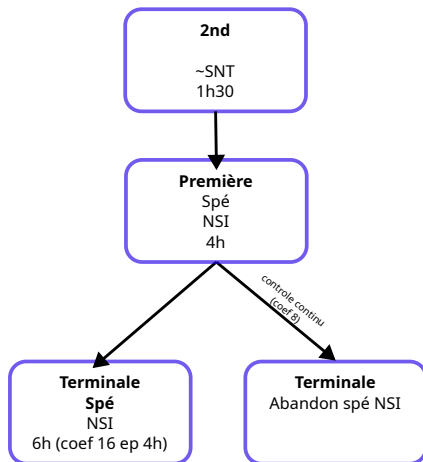 2nd
~SNT
1h30
Première
Spé
NSI
4h
controle continu
(coef 8)
Terminale
Spé
NSI
6h (coef 16 ep 4h)
Terminale
Abandon spé NSI